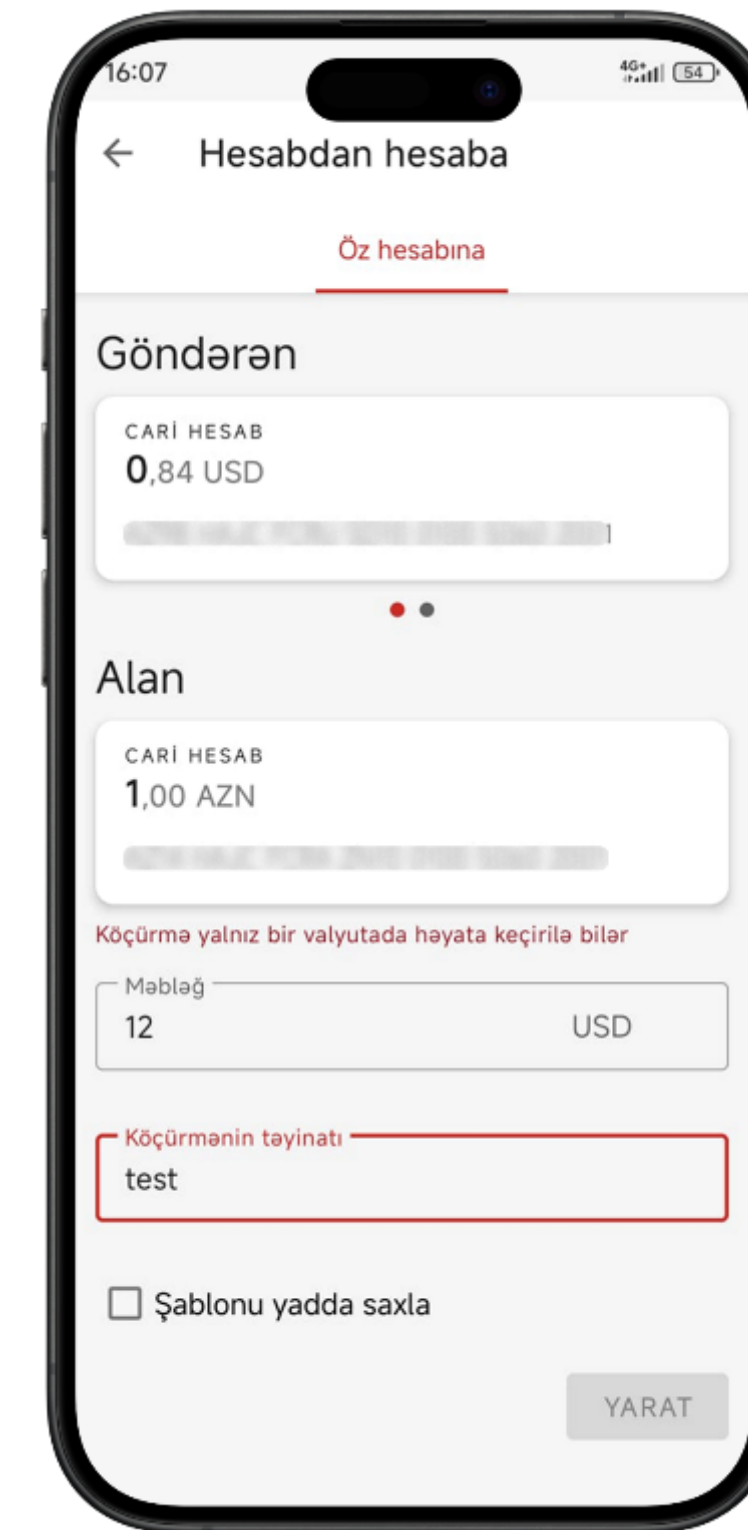 16:07
4G+
54
Hesabdan hesaba
Öz hesabına
Göndərən
CARİ HESAB
0,84 USD
Alan
CARİ HESAB
1,00 AZN
Köçürmə yalnız bir valyutada həyata keçirilə bilər
Məbləğ
12 USD
Köçürmənin təyinatı
test
Şablonu yadda saxla
YARAT